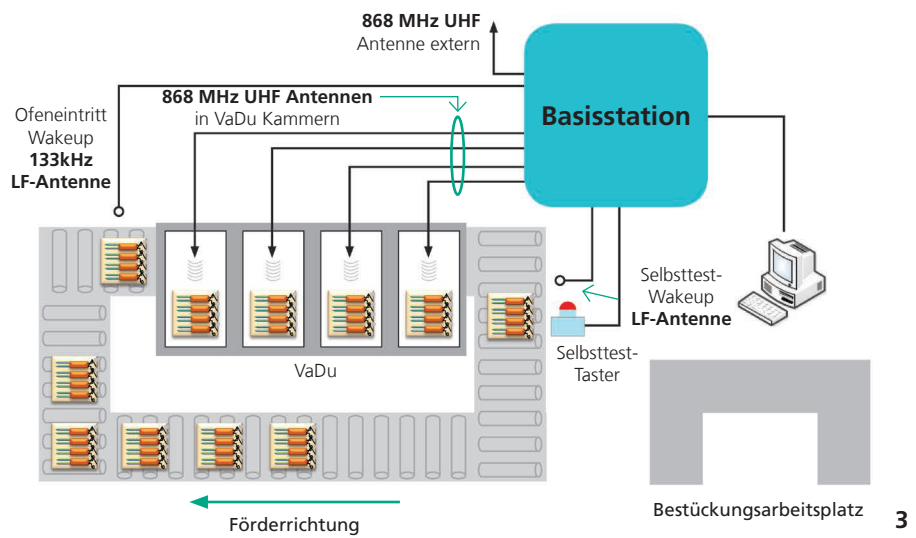 868 MHz UHF
Antenne extern
868 MHz UHF Antennen
in VaDu Kammern
Basisstation
Ofeneintritt
Wakeup
133kHz
LF-Antenne
Selbsttest-
Wakeup
LF-Antenne
Selbsttest-
Taster
VaDu
Förderrichtung
Bestückungsarbeitsplatz
3